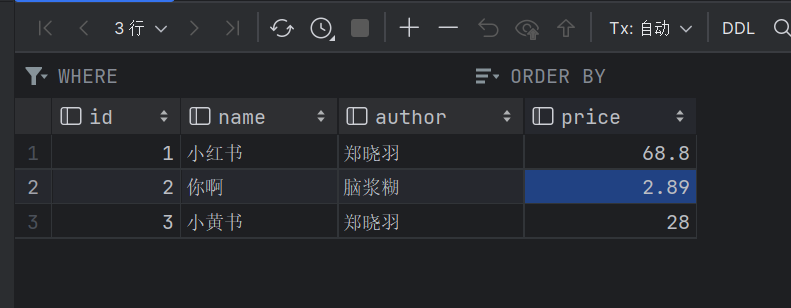 3 行 Tx: 自动 DDL
WHERE ORDER BY
id name author price
1 1 小红书 郑晓羽 68.8
2 2 你啊 脑浆糊 2.89
3 3 小黄书 郑晓羽 28